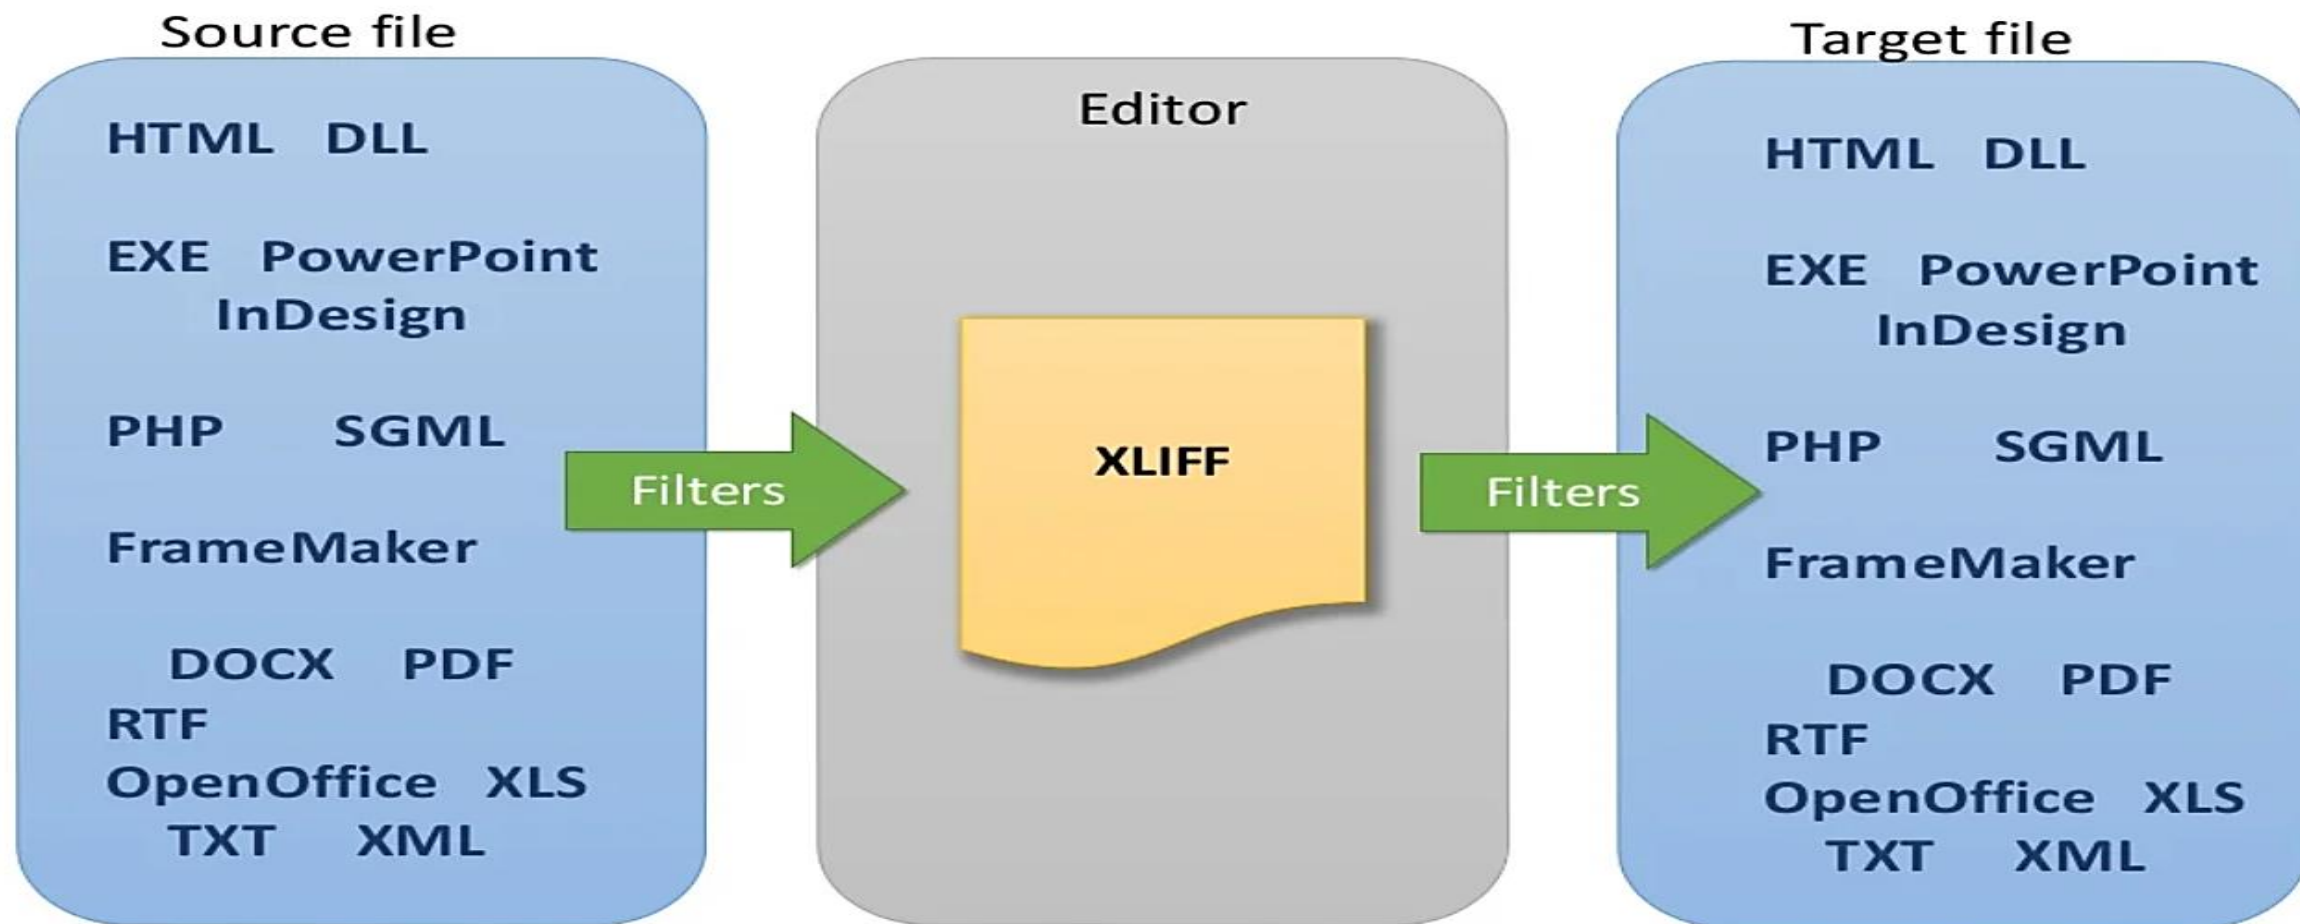 Source file
HTML DLL
EXE PowerPoint
InDesign
PHP SGML
FrameMaker
DOCX PDF
RTF
OpenOffice XLS
TXT XML
Filters
Editor
XLIFF
Filters
Target file
HTML DLL
EXE PowerPoint
InDesign
PHP SGML
FrameMaker
DOCX PDF
RTF
OpenOffice XLS
TXT XML